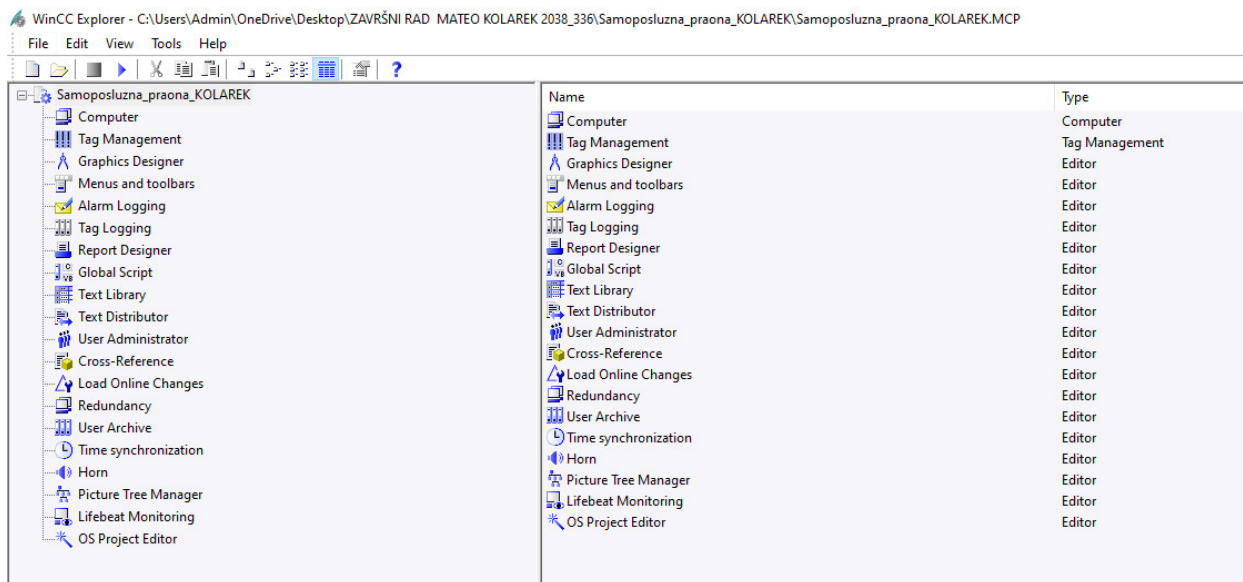 WinCC Explorer - C:\Users\Admin\OneDrive\Desktop\ZAVRŠNI RAD  MATEO KOLAREK 2038_336\Samoposluzna_praona_KOLAREK\Samoposluzna_praona_KOLAREK.MCP
File Edit View Tools Help
Samoposluzna_praona_KOLAREK
Computer
Tag Management
Graphics Designer
Menus and toolbars
Alarm Logging
Tag Logging
Report Designer
Global Script
Text Library
Text Distributor
User Administrator
Cross-Reference
Load Online Changes
Redundancy
User Archive
Time synchronization
Horn
Picture Tree Manager
Lifebeat Monitoring
OS Project Editor
Name Type
Computer Computer
Tag Management Tag Management
Graphics Designer Editor
Menus and toolbars Editor
Alarm Logging Editor
Tag Logging Editor
Report Designer Editor
Global Script Editor
Text Library Editor
Text Distributor Editor
User Administrator Editor
Cross-Reference Editor
Load Online Changes Editor
Redundancy Editor
User Archive Editor
Time synchronization Editor
Horn Editor
Picture Tree Manager Editor
Lifebeat Monitoring Editor
OS Project Editor Editor